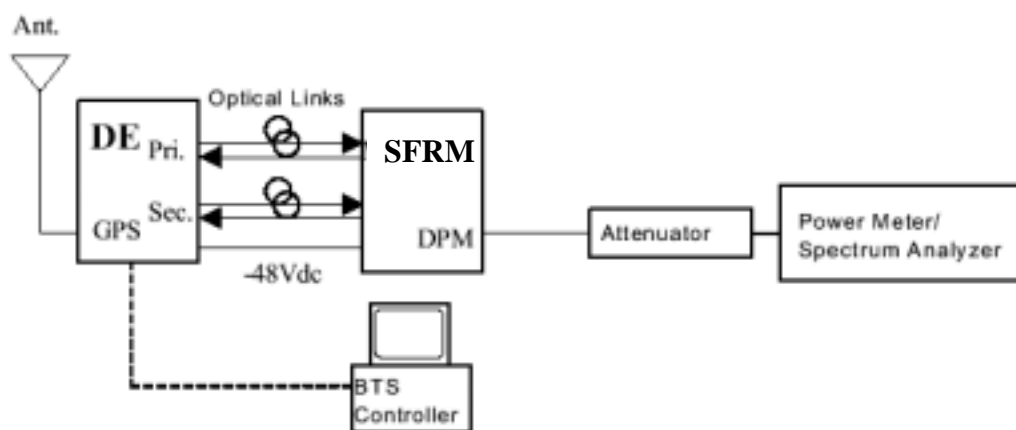 Ant.
Optical Links
DE
Pri.
SFRM
Sec.
GPS
DPM
Attenuator
Power Meter/
Spectrum Analyzer
-48Vdc
BTS
Controller